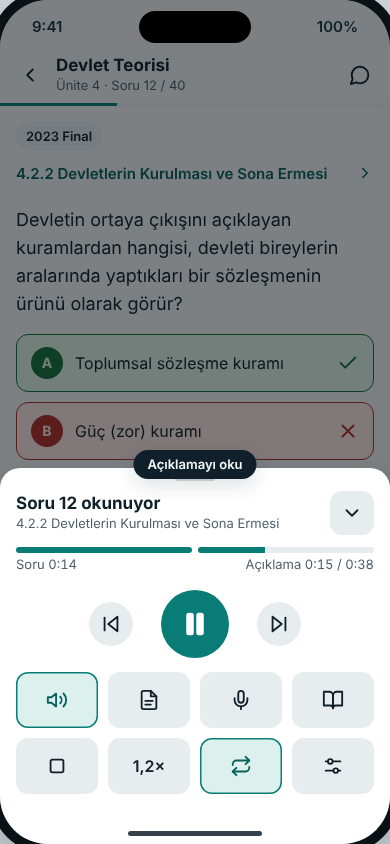 9:41
100%
Devlet Teorisi
Ünite 4 · Soru 12 / 40
2023 Final
4.2.2 Devletlerin Kurulması ve Sona Ermesi
Devletin ortaya çıkışını açıklayan
kuramlardan hangisi, devleti bireylerin
aralarında yaptıkları bir sözleşmenin
ürünü olarak görür?
A Toplumsal sözleşme kuramı
B Güç (zor) kuramı
Açıklamayı oku
Soru 12 okunuyor
4.2.2 Devletlerin Kurulması ve Sona Ermesi
Soru 0:14
Açıklama 0:15 / 0:38
1,2×